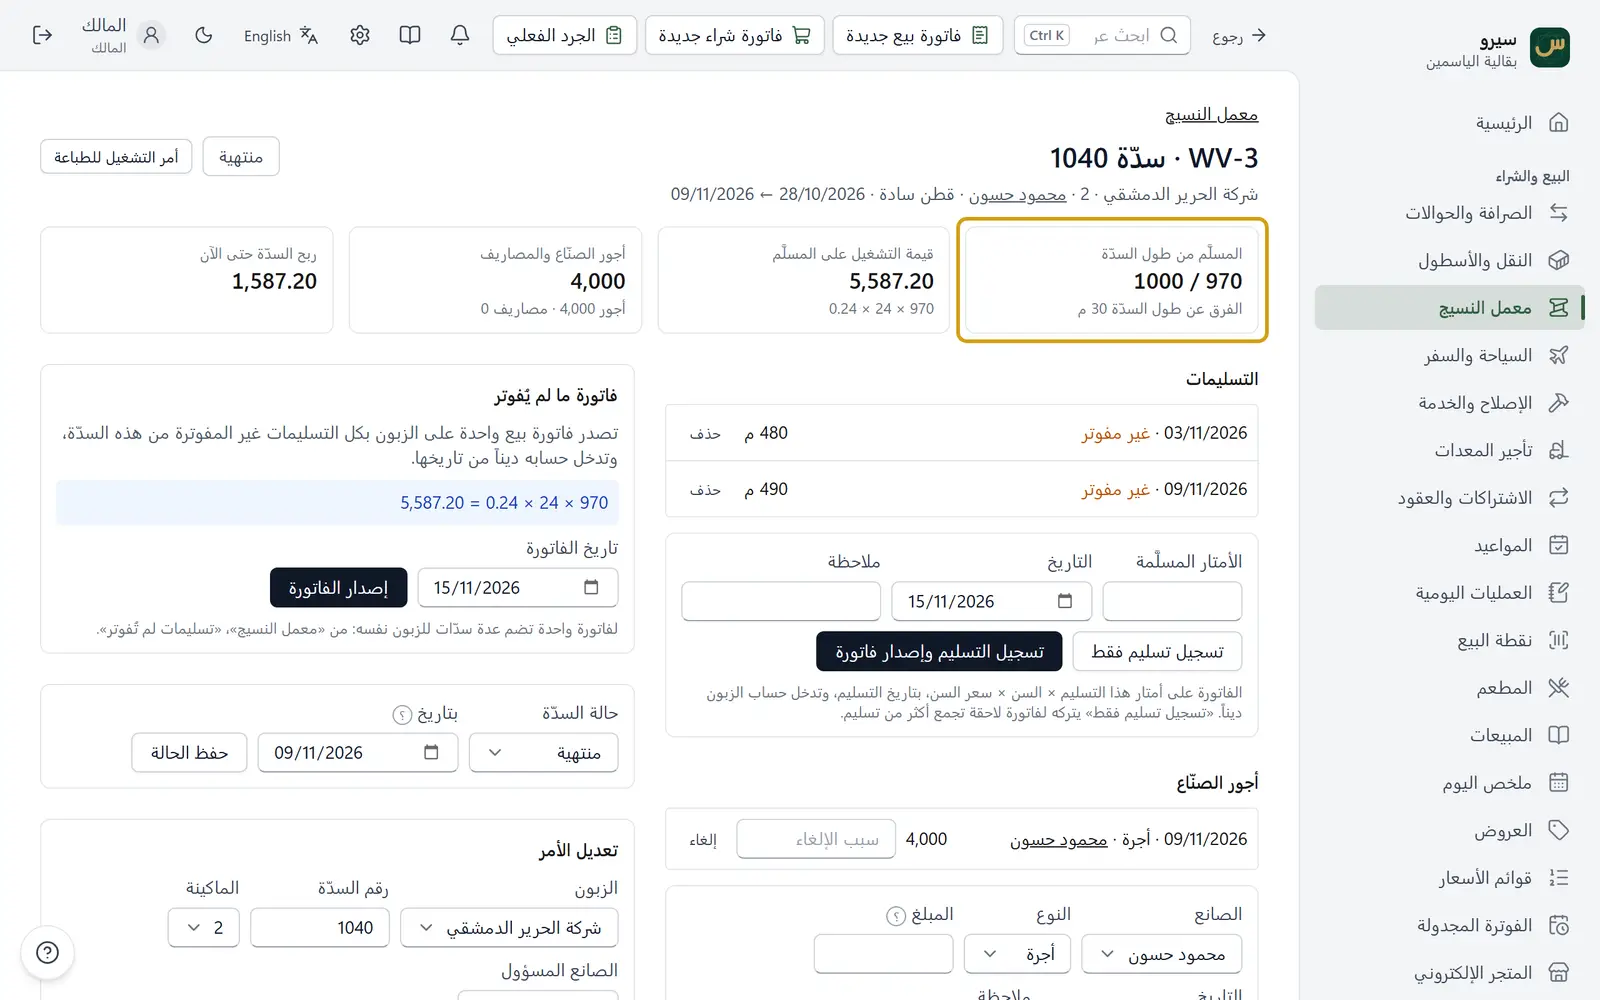 سيرو
بقالية الياسمين
رجوع
ابحث عن
Ctrl K
فاتورة بيع جديدة
فاتورة شراء جديدة
الجرد الفعلي
English
المالك
المالك
الرئيسية
البيع والشراء
الصرافة والحوالات
النقل والأسطول
معمل النسيج
السياحة والسفر
الإصلاح والخدمة
تأجير المعدات
الاشتراكات والعقود
المواعيد
العمليات اليومية
نقطة البيع
المطعم
المبيعات
ملخص اليوم
العروض
قوائم الأسعار
الفوترة المجدولة
المتجر الإلكتروني
معمل النسيج
WV-3 · سدّة 1040
منتهية
أمر التشغيل للطباعة
شركة الحرير الدمشقي · 2 · محمود حسون · قطن سادة · 28/10/2026 ← 09/11/2026
المسلَّم من طول السدّة
970 / 1000
الفرق عن طول السدّة 30 م
قيمة التشغيل على المسلَّم
5,587.20
970 × 24 × 0.24
أجور الصنّاع والمصاريف
4,000
أجور 4,000 · مصاريف 0
ربح السدّة حتى الآن
1,587.20
التسليمات
03/11/2026 · غير مفوتر
480 م
حذف
09/11/2026 · غير مفوتر
490 م
حذف
الأمتار المسلَّمة
التاريخ
ملاحظة
15/11/2026
تسجيل تسليم فقط
تسجيل التسليم وإصدار فاتورة
الفاتورة على أمتار هذا التسليم × السن × سعر السن، بتاريخ التسليم، وتدخل حساب الزبون
ديناً. «تسجيل تسليم فقط» يتركه لفاتورة لاحقة تجمع أكثر من تسليم.
أجور الصنّاع
09/11/2026 · أجرة · محمود حسون
4,000
سبب الإلغاء
إلغاء
الصانع
النوع
المبلغ ؟
محمود حسون
أجرة
التاريخ
ملاحظة
فاتورة ما لم يُفوتر
تصدر فاتورة بيع واحدة على الزبون بكل التسليمات غير المفوترة من هذه السدّة،
وتدخل حسابه ديناً من تاريخها.
970 × 24 × 0.24 = 5,587.20
تاريخ الفاتورة
15/11/2026
إصدار الفاتورة
لفاتورة واحدة تضم عدة سدّات للزبون نفسه: من «معمل النسيج»، «تسليمات لم تُفوتر».
حالة السدّة
بتاريخ ؟
منتهية
09/11/2026
حفظ الحالة
تعديل الأمر
الزبون
رقم السدّة
الماكينة
شركة الحرير الدمشقي
1040
2
الصانع المسؤول